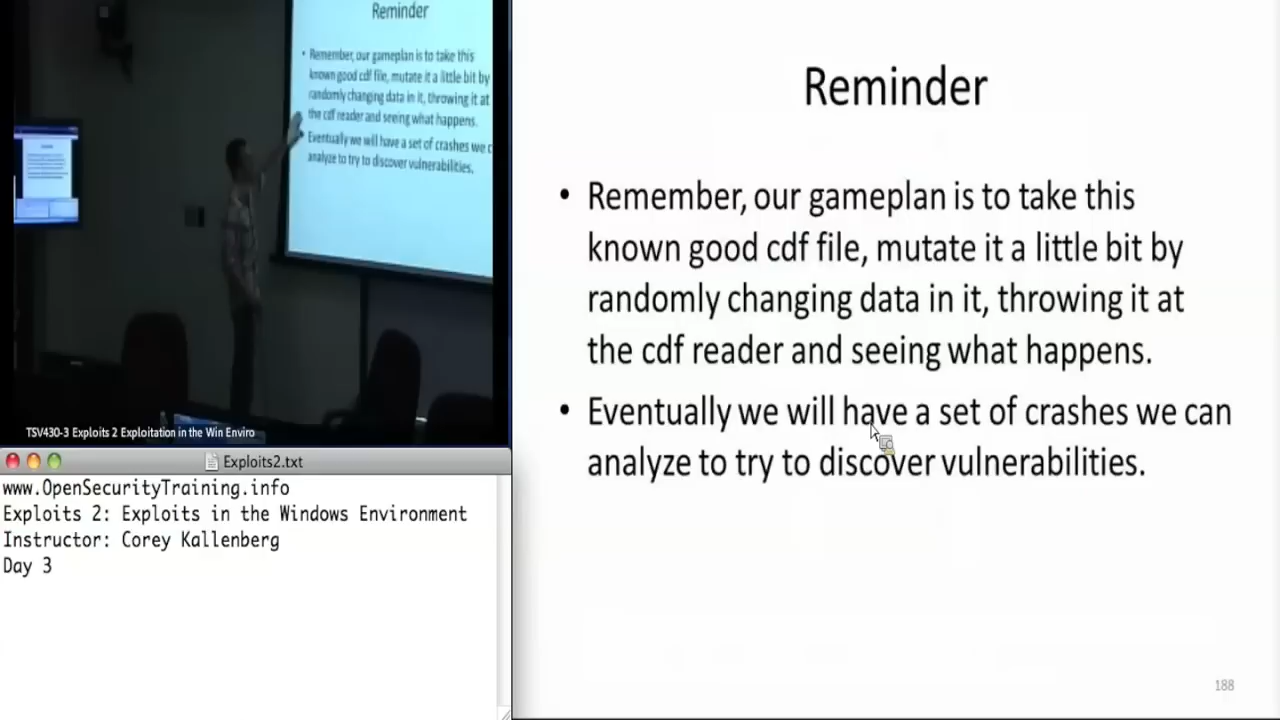 Reminder
• Remember, our gameplan is to take this
known good cdf file, mutate it a little bit by
randomly changing data in it, throwing it at
the cdf reader and seeing what happens.
• Eventually we will have a set of crashes we c
analyze to try to discover vulnerabilities.
TSV430-3 Exploits 2 Exploitation in the Win Enviro
Exploits2.txt
www.OpenSecurityTraining.info
Exploits 2: Exploits in the Windows Environment
Instructor: Corey Kallenberg
Day 3
Reminder
• Remember, our gameplan is to take this
known good cdf file, mutate it a little bit by
randomly changing data in it, throwing it at
the cdf reader and seeing what happens.
• Eventually we will have a set of crashes we can
analyze to try to discover vulnerabilities.
188